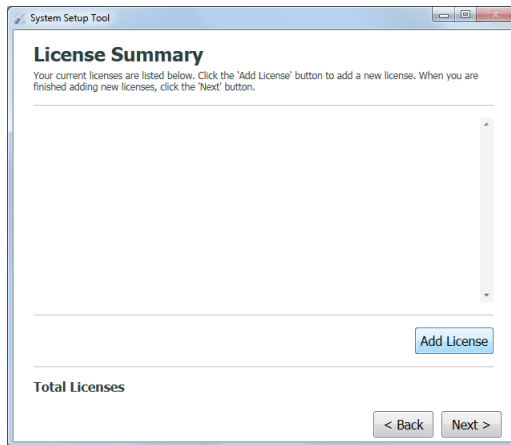 System Setup Tool
License Summary
Your current licenses are listed below. Click the 'Add License' button to add a new license. When you are
finished adding new licenses, click the 'Next' button.
Add License
Total Licenses
< Back
Next >